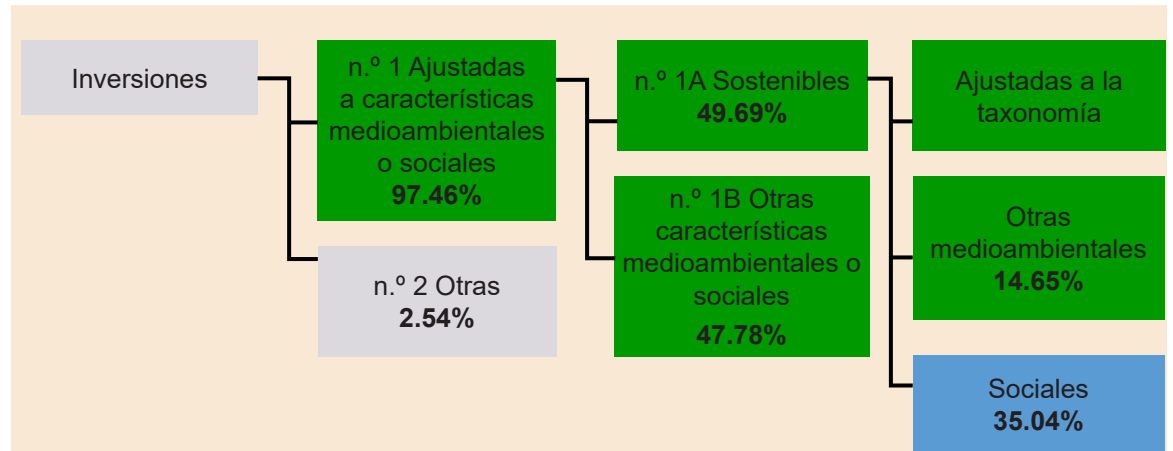 Inversiones
n.º 1 Ajustadas
a características
medioambientales
o sociales
97.46%
n.º 2 Otras
2.54%
n.º 1A Sostenibles
49.69%
n.º 1B Otras
características
medioambientales o
sociales
47.78%
Ajustadas a la
taxonomía
Otras
medioambientales
14.65%
Sociales
35.04%